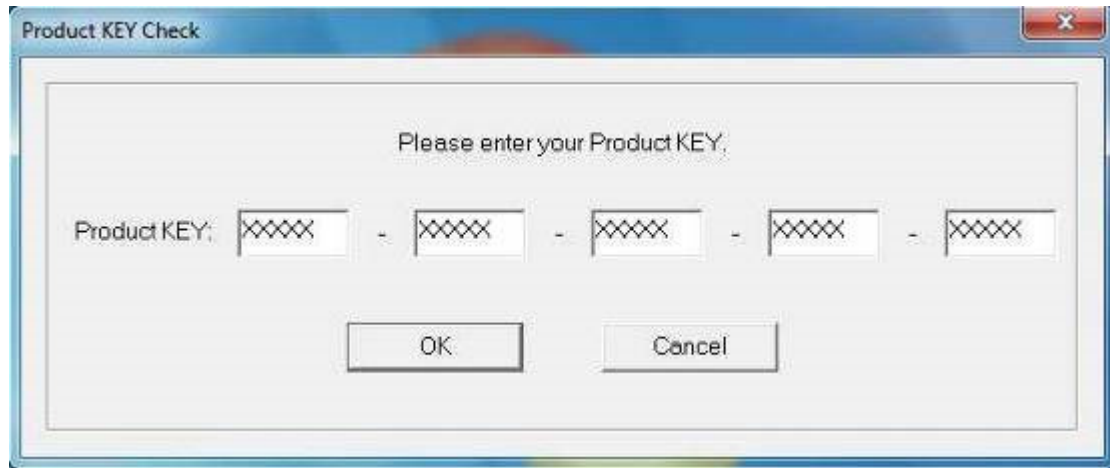 Product KEY Check
Please enter your Product KEY.
Product KEY: XXXXX - XXXXX - XXXXX - XXXXX - XXXXX
OK Cancel